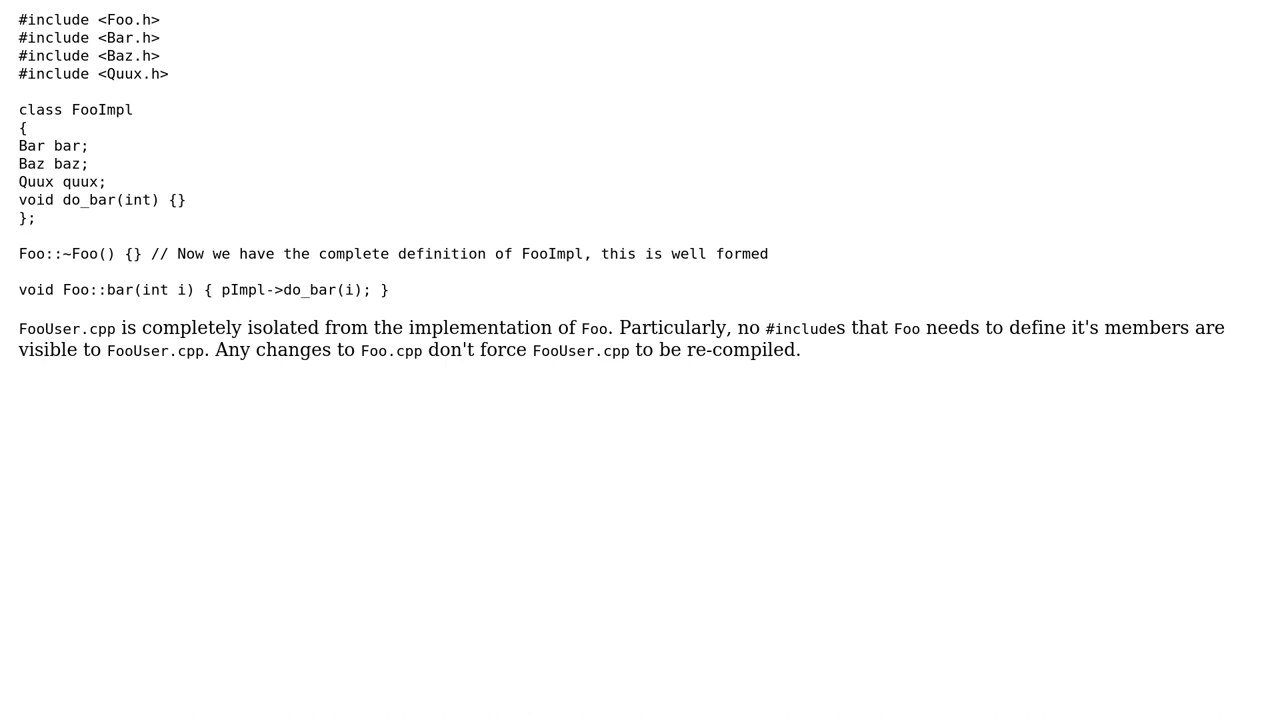 #include <Foo.h>
#include <Bar.h>
#include <Baz.h>
#include <Quux.h>

class FooImpl
{
Bar bar;
Baz baz;
Quux quux;
void do_bar(int) {}
};

Foo::~Foo() {} // Now we have the complete definition of FooImpl, this is well formed

void Foo::bar(int i) { pImpl->do_bar(i); }

FooUser.cpp is completely isolated from the implementation of Foo. Particularly, no #includes that Foo needs to define it's members are
visible to FooUser.cpp. Any changes to Foo.cpp don't force FooUser.cpp to be re-compiled.